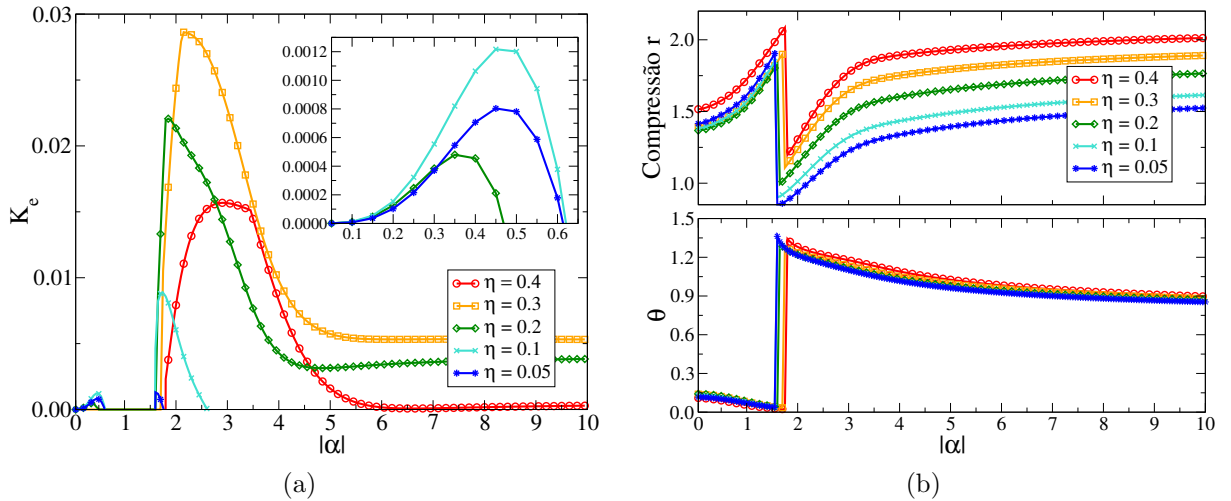 0.03
0.02
0.01
0.00
K_e
0 1 2 3 4 5 6 7 8 9 10
|α|
0.0012
0.0010
0.0008
0.0006
0.0004
0.0002
0.0000
0.1 0.2 0.3 0.4 0.5 0.6
η = 0.4
η = 0.3
η = 0.2
η = 0.1
η = 0.05
(a)
Compressão r
2.0
1.5
1.0
η = 0.4
η = 0.3
η = 0.2
η = 0.1
η = 0.05
θ
1.5
1.2
0.9
0.6
0.3
0.0
0 1 2 3 4 5 6 7 8 9 10
|α|
(b)